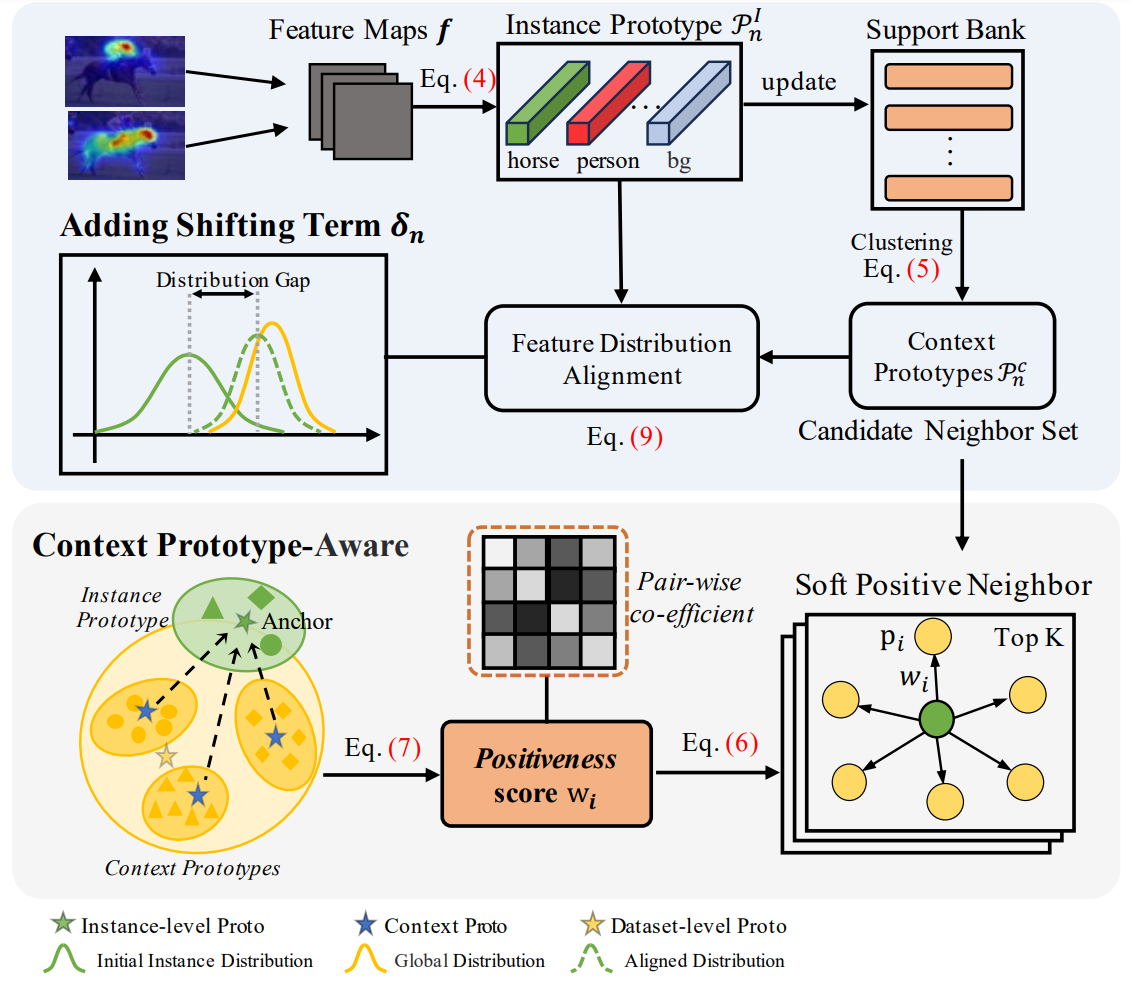 Feature Maps f
Instance Prototype 𝒫ₙᴵ
Support Bank
Eq. (4)
update
horse
person
bg
...
Adding Shifting Term δₙ
Clustering
Eq. (5)
Distribution Gap
Feature Distribution
Alignment
Context
Prototypes 𝒫ₙᶜ
Eq. (9)
Candidate Neighbor Set
Context Prototype-Aware
Instance
Prototype
Anchor
Pair-wise
co-efficient
Soft Positive Neighbor
pᵢ
Top K
wᵢ
Eq. (7)
Positiveness
score wᵢ
Eq. (6)
Context Prototypes
Instance-level Proto
Context Proto
Dataset-level Proto
Initial Instance Distribution
Global Distribution
Aligned Distribution